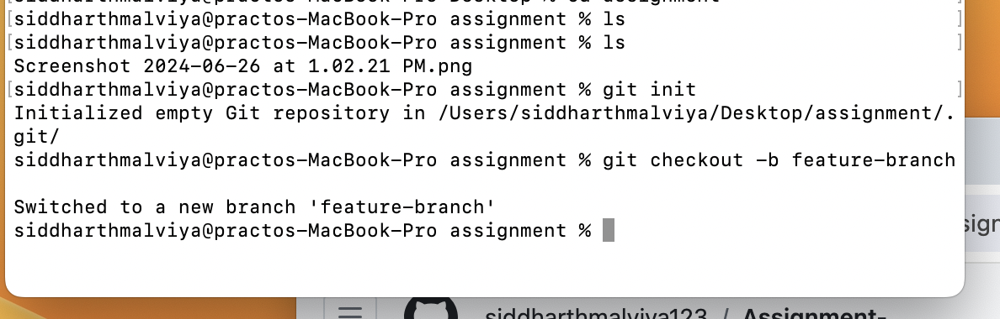 [siddharthmalviya@practos-MacBook-Pro assignment % ls ]
[siddharthmalviya@practos-MacBook-Pro assignment % ls ]
Screenshot 2024-06-26 at 1.02.21 PM.png
[siddharthmalviya@practos-MacBook-Pro assignment % git init ]
Initialized empty Git repository in /Users/siddharthmalviya/Desktop/assignment/.
git/
siddharthmalviya@practos-MacBook-Pro assignment % git checkout -b feature-branch
Switched to a new branch 'feature-branch'
siddharthmalviya@practos-MacBook-Pro assignment %
siddharthmalviya123 / Assignment-